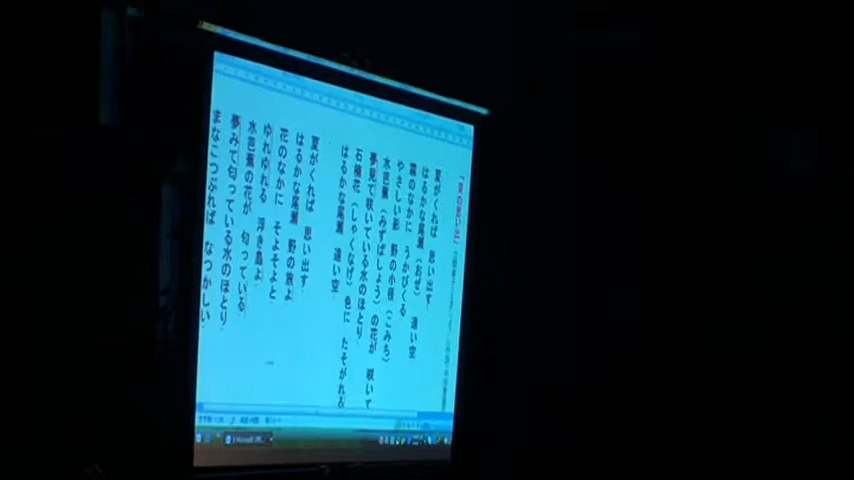 夏がくれば 思い出す
はるかな尾瀬（おぜ） 遠い空
霧のなかに うかびくる
やさしい影 野の小径（こみち）
水芭蕉（みずばしょう）の花が 咲いて
夢見て咲いている水のほとり
石楠花（しゃくなげ）色に たそがれる
はるかな尾瀬 遠い空
夏がくれば 思い出す
はるかな尾瀬 野の旅よ
花のなかに そよそよと
ゆれゆれる 浮き島よ
水芭蕉の花が 匂っている
夢みて匂っている水のほとり
まなこつぶれば なつかしい